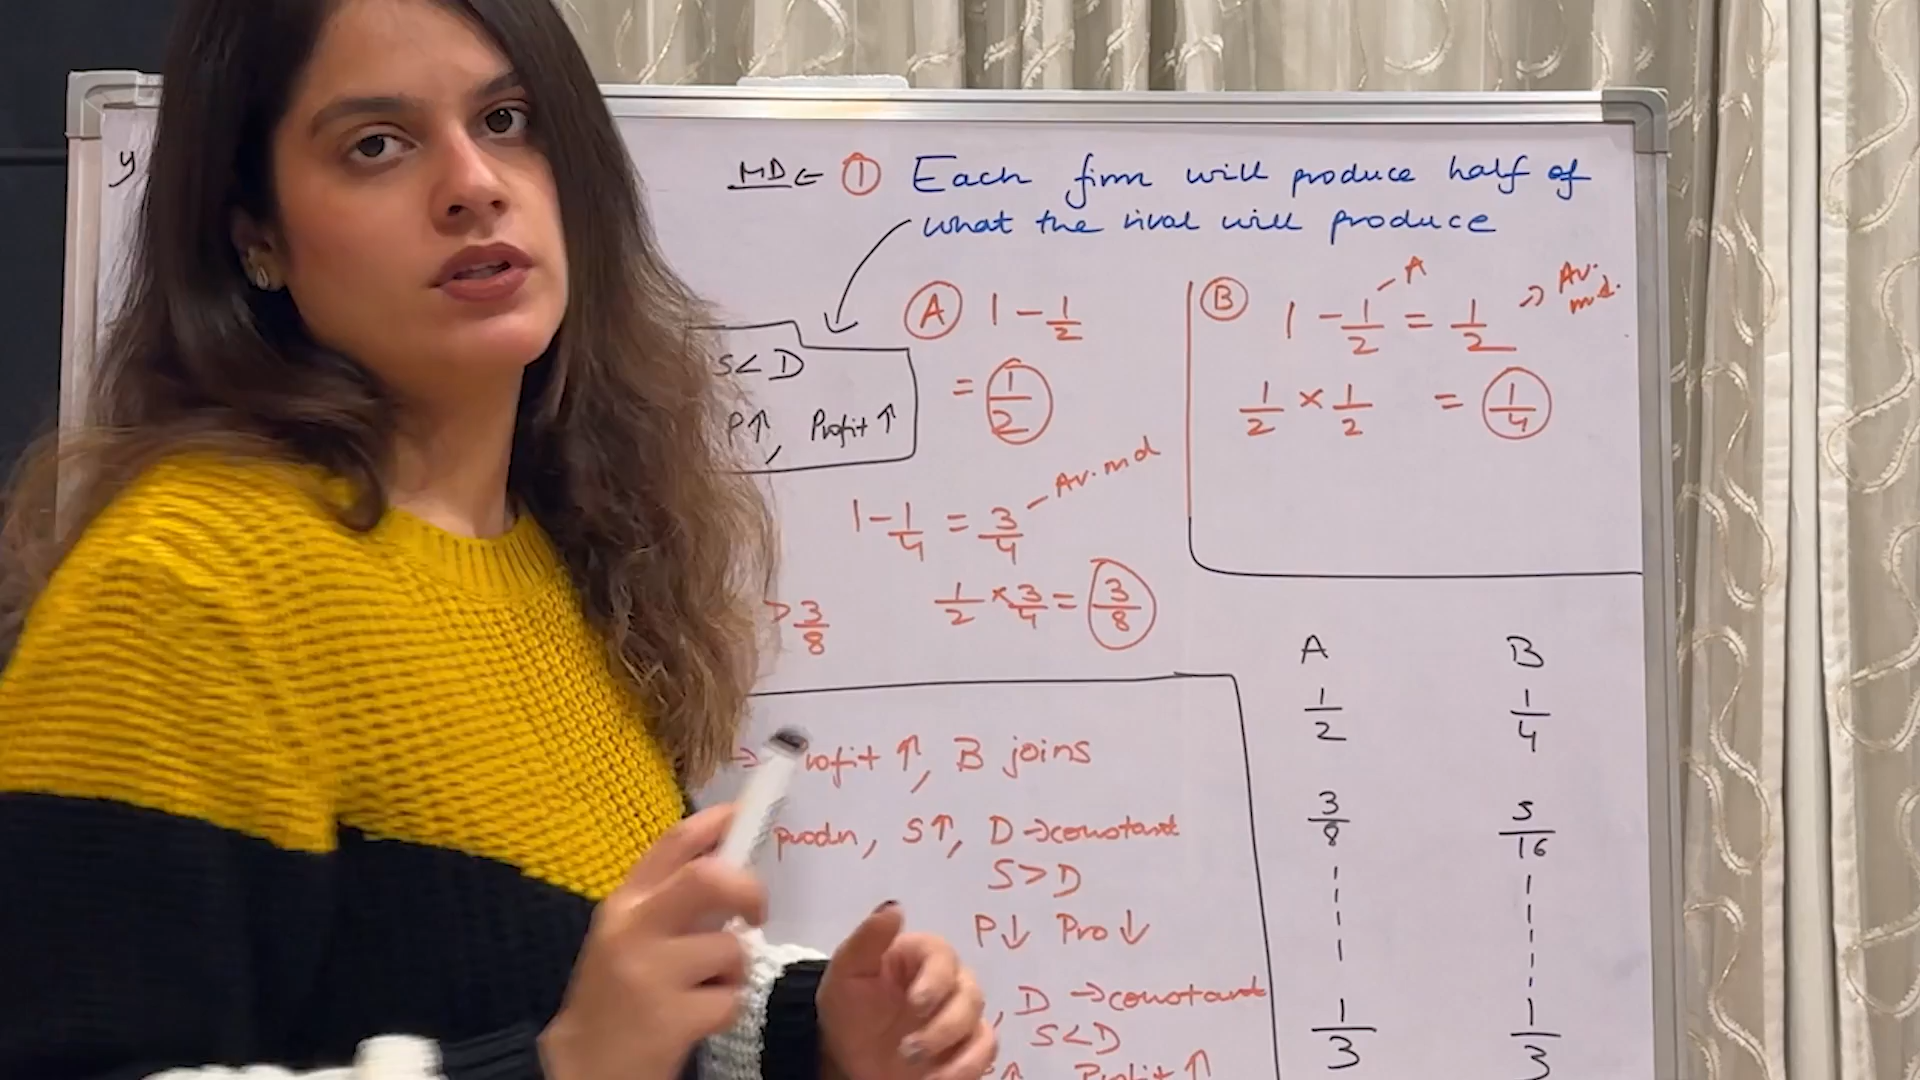 y
MD ← ① Each firm will produce half of
what the rival will produce
S<D
P↑, Profit↑
Ⓐ 1 - 1/2
= 1/2
1 - 1/4 = 3/4 - Av. md
1/2 × 3/4 = 3/8
> 3/8
Ⓑ 1 - 1/2 = 1/2 → Av. md.
A
1/2 × 1/2 = 1/4
→ Profit ↑, B joins
prodn, S↑, D → constant
S>D
P↓ Pro↓
, D → constant
S<D
P↑ Profit ↑
A B
1/2 1/4
3/8 5/16
1/3 1/3